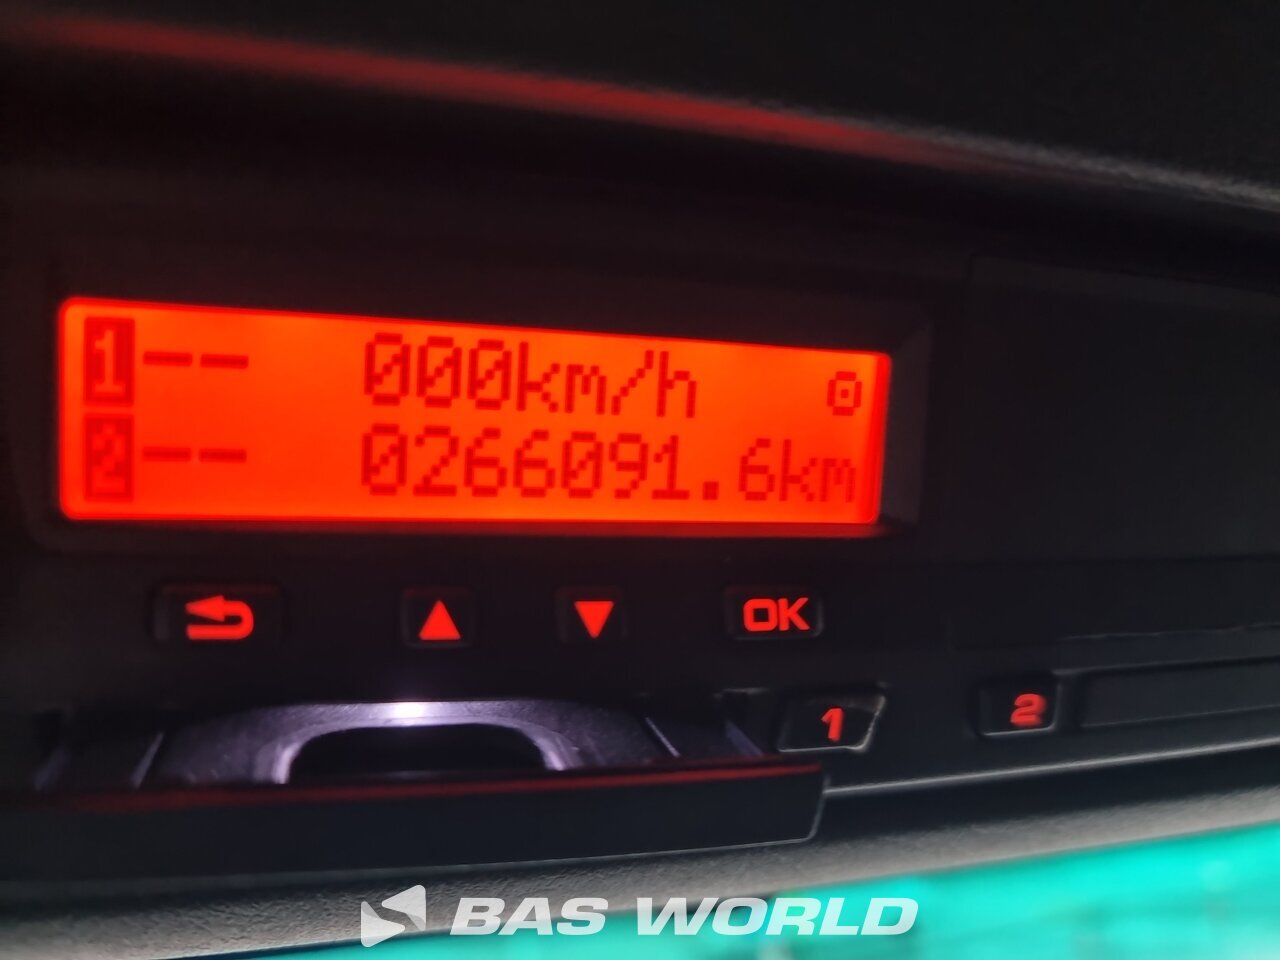 1 -- 000km/h
2 -- 0266091.6km
OK
1 2
BAS WORLD